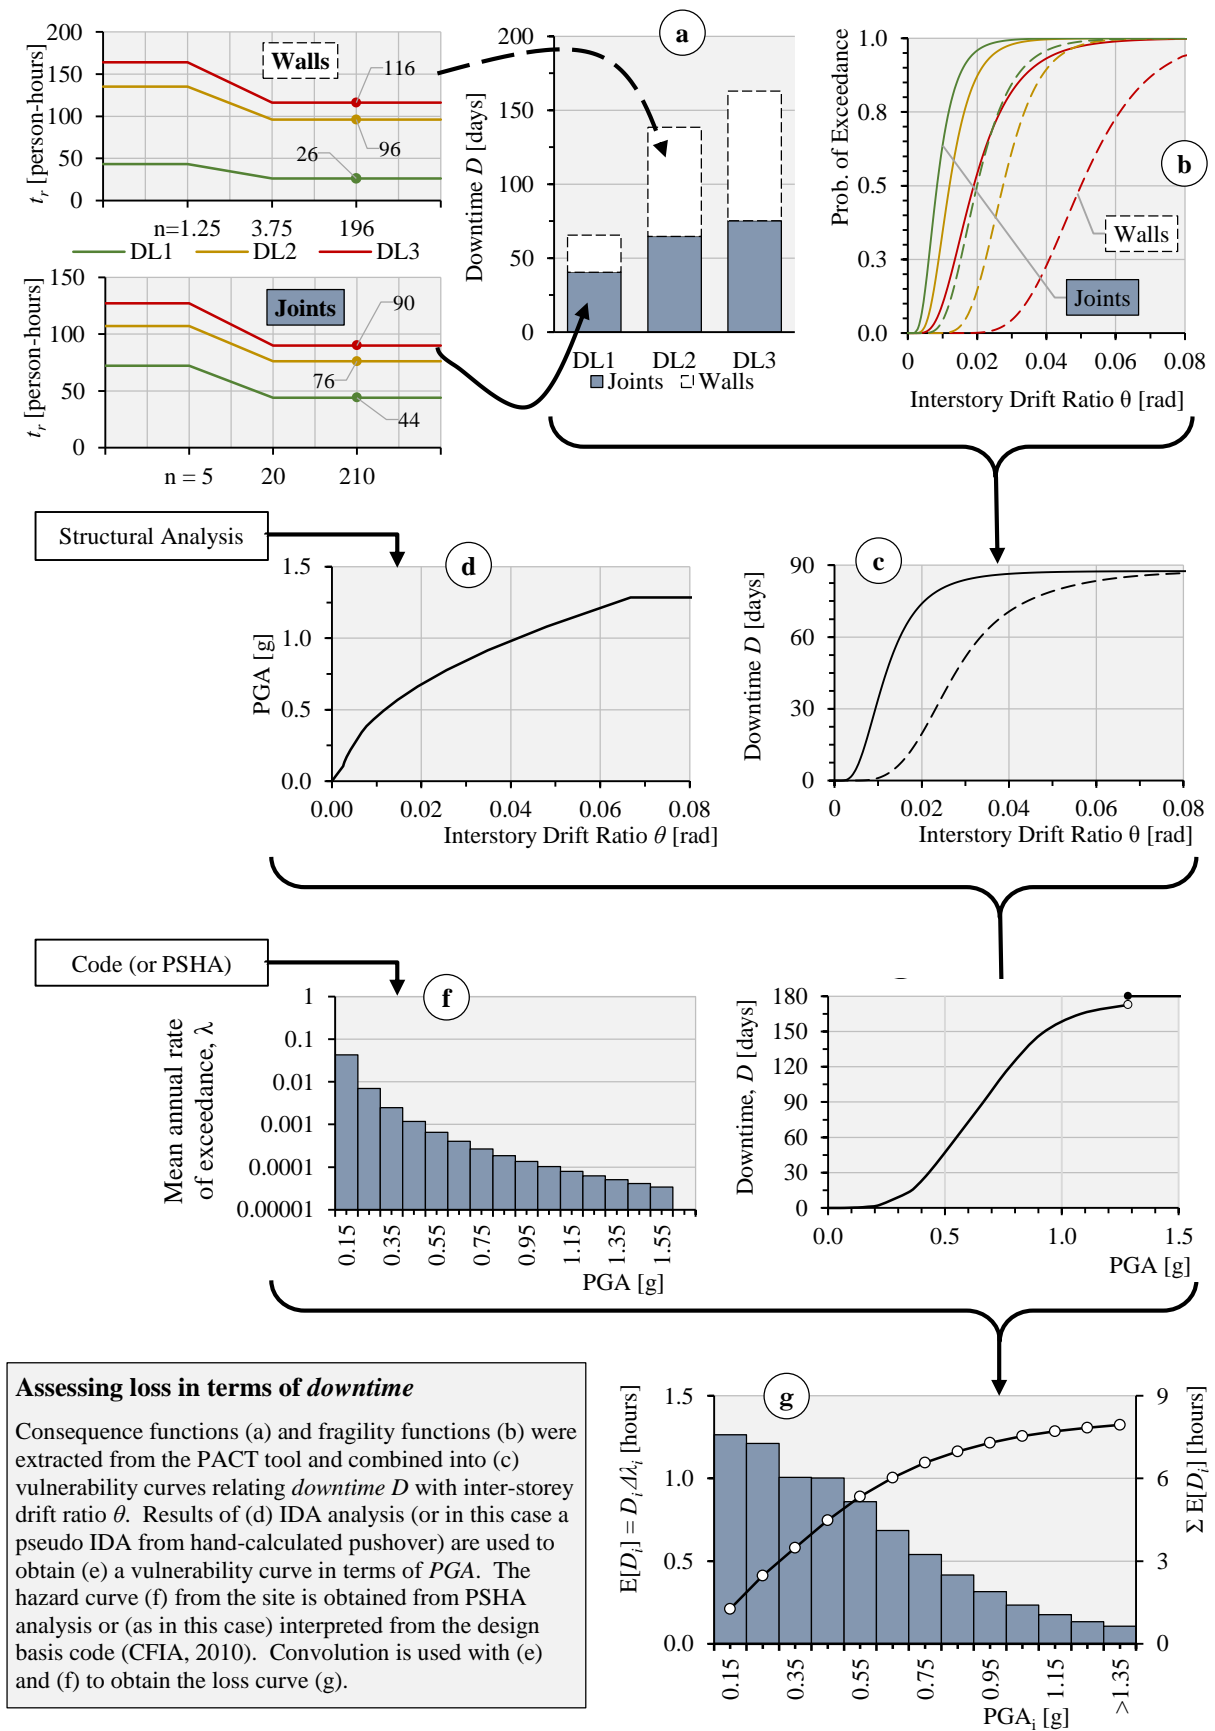 200
150
100
50
0
t_r [person-hours]
Walls
116
96
26
n=1.25
3.75
196
DL1
DL2
DL3
150
100
50
0
t_r [person-hours]
Joints
90
76
44
n = 5
20
210
a
200
150
100
50
0
Downtime D [days]
DL1
DL2
DL3
Joints
Walls
b
1.0
0.8
0.5
0.3
0.0
Prob. of Exceedance
Walls
Joints
0
0.02
0.04
0.06
0.08
Interstory Drift Ratio θ [rad]
Structural Analysis
d
1.5
1.0
0.5
0.0
PGA [g]
0.00
0.02
0.04
0.06
0.08
Interstory Drift Ratio θ [rad]
c
90
60
30
0
Downtime D [days]
0
0.02
0.04
0.06
0.08
Interstory Drift Ratio θ [rad]
Code (or PSHA)
f
1
0.1
0.01
0.001
0.0001
0.00001
Mean annual rate
of exceedance, λ
0.15
0.35
0.55
0.75
0.95
1.15
1.35
1.55
PGA [g]
180
150
120
90
60
30
0
Downtime, D [days]
0.0
0.5
1.0
1.5
PGA [g]
Assessing loss in terms of downtime
Consequence functions (a) and fragility functions (b) were
extracted from the PACT tool and combined into (c)
vulnerability curves relating downtime D with inter-storey
drift ratio θ. Results of (d) IDA analysis (or in this case a
pseudo IDA from hand-calculated pushover) are used to
obtain (e) a vulnerability curve in terms of PGA. The
hazard curve (f) from the site is obtained from PSHA
analysis or (as in this case) interpreted from the design
basis code (CFIA, 2010). Convolution is used with (e)
and (f) to obtain the loss curve (g).
g
1.5
1.0
0.5
0.0
E[D_i] = D_i Δλ_i [hours]
9
6
3
0
Σ E[D_i] [hours]
0.15
0.35
0.55
0.75
0.95
1.15
>1.35
PGA_i [g]